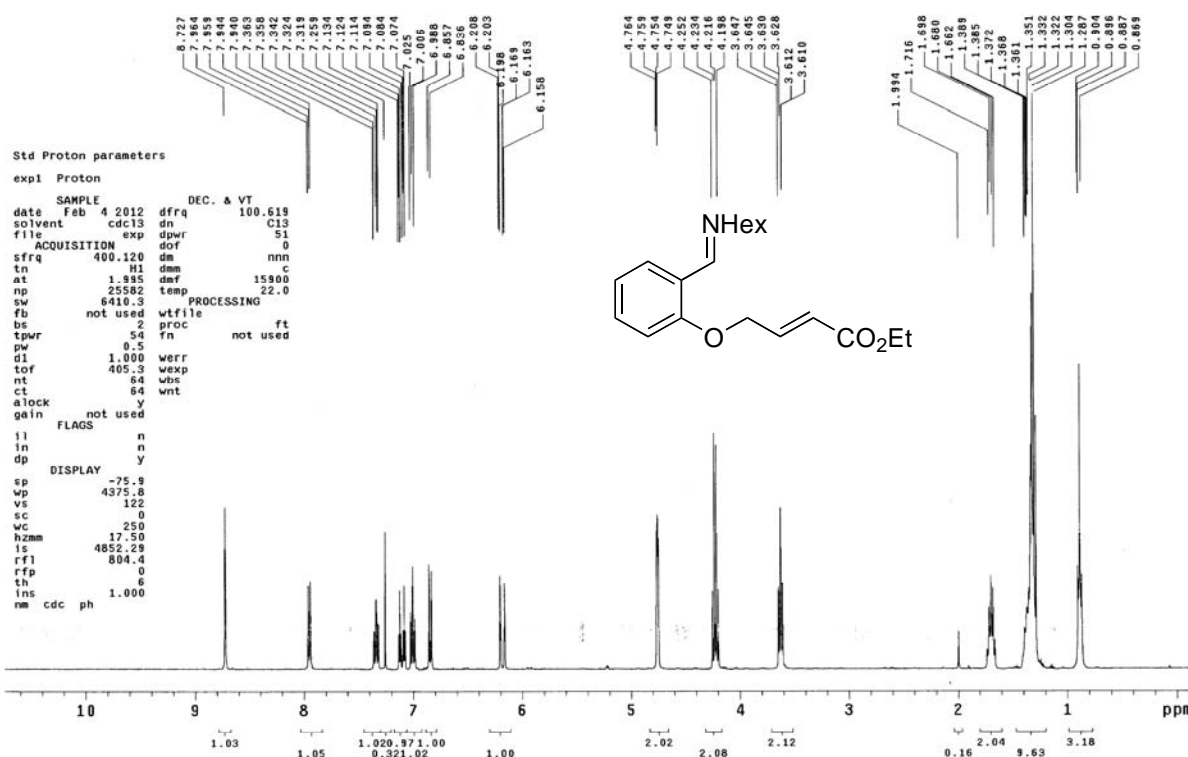 8.727
7.964
7.959
7.944
7.940
7.363
7.358
7.342
7.324
7.319
7.259
7.134
7.124
7.114
7.094
7.084
7.074
7.025
7.006
6.988
6.857
6.836
6.208
6.203
6.198
6.169
6.163
6.158
4.764
4.759
4.754
4.749
4.252
4.234
4.216
4.198
3.647
3.645
3.630
3.628
3.612
3.610
1.994
1.716
1.698
1.680
1.662
1.389
1.385
1.372
1.368
1.361
1.351
1.332
1.322
1.304
1.287
0.904
0.896
0.887
0.869
Std Proton parameters
exp1 Proton
SAMPLE DEC. & VT
date Feb 4 2012 dfrq 100.619
solvent cdcl3 dn C13
file exp dpwr 51
ACQUISITION dof 0
sfrq 400.120 dm nnn
tn H1 dmm c
at 1.995 dmf 15900
np 25582 temp 22.0
sw 6410.3 PROCESSING
fb not used wtfile
bs 2 proc ft
tpwr 54 fn not used
pw 0.5
d1 1.000 werr
tof 405.3 wexp
nt 64 wbs
ct 64 wnt
alock y
gain not used
FLAGS
il n
in n
dp y
DISPLAY
sp -75.9
wp 4375.8
vs 122
sc 0
wc 250
hzmm 17.50
is 4852.29
rfl 804.4
rfp 0
th 6
ins 1.000
nm cdc ph
NHex
O
CO2Et
10 9 8 7 6 5 4 3 2 1 ppm
1.03 1.02 0.97 1.00 1.00 2.02 2.12 2.04 3.18
1.05 0.32 1.02 2.08 0.16 9.63